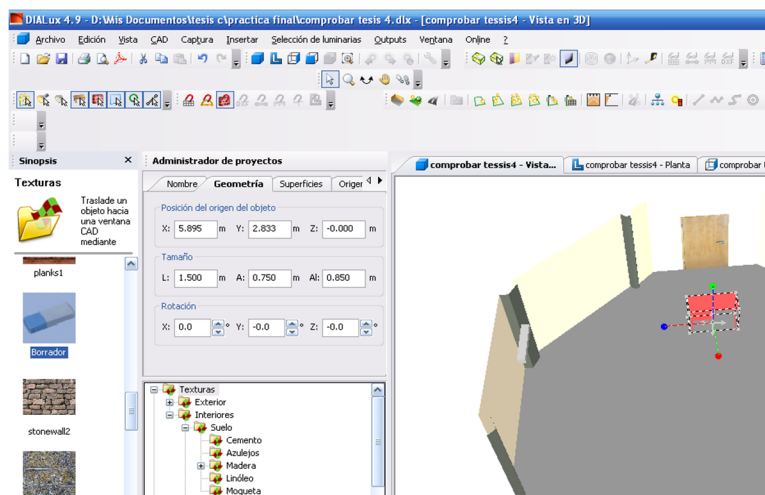 DIALux 4.9 - D:\Mis Documentos\tesis c\practica final\comprobar tesis 4.dlx - [comprobar tessis4 - Vista en 3D]
Archivo Edición Vista CAD Captura Insertar Selección de luminarias Outputs Ventana Online ?
Sinopsis ×
Texturas
Traslade un
objeto hacia
una ventana
CAD
mediante
planks1
Borrador
stonewall2
Administrador de proyectos
Nombre Geometría Superficies Origer
Posición del origen del objeto
X: 5.895 m Y: 2.833 m Z: -0.000 m
Tamaño
L: 1.500 m A: 0.750 m Al: 0.850 m
Rotación
X: 0.0 ° Y: -0.0 ° Z: -0.0 °
Texturas
Exterior
Interiores
Suelo
Cemento
Azulejos
Madera
Linóleo
Moqueta
comprobar tessis4 - Vista... comprobar tessis4 - Planta comprobar